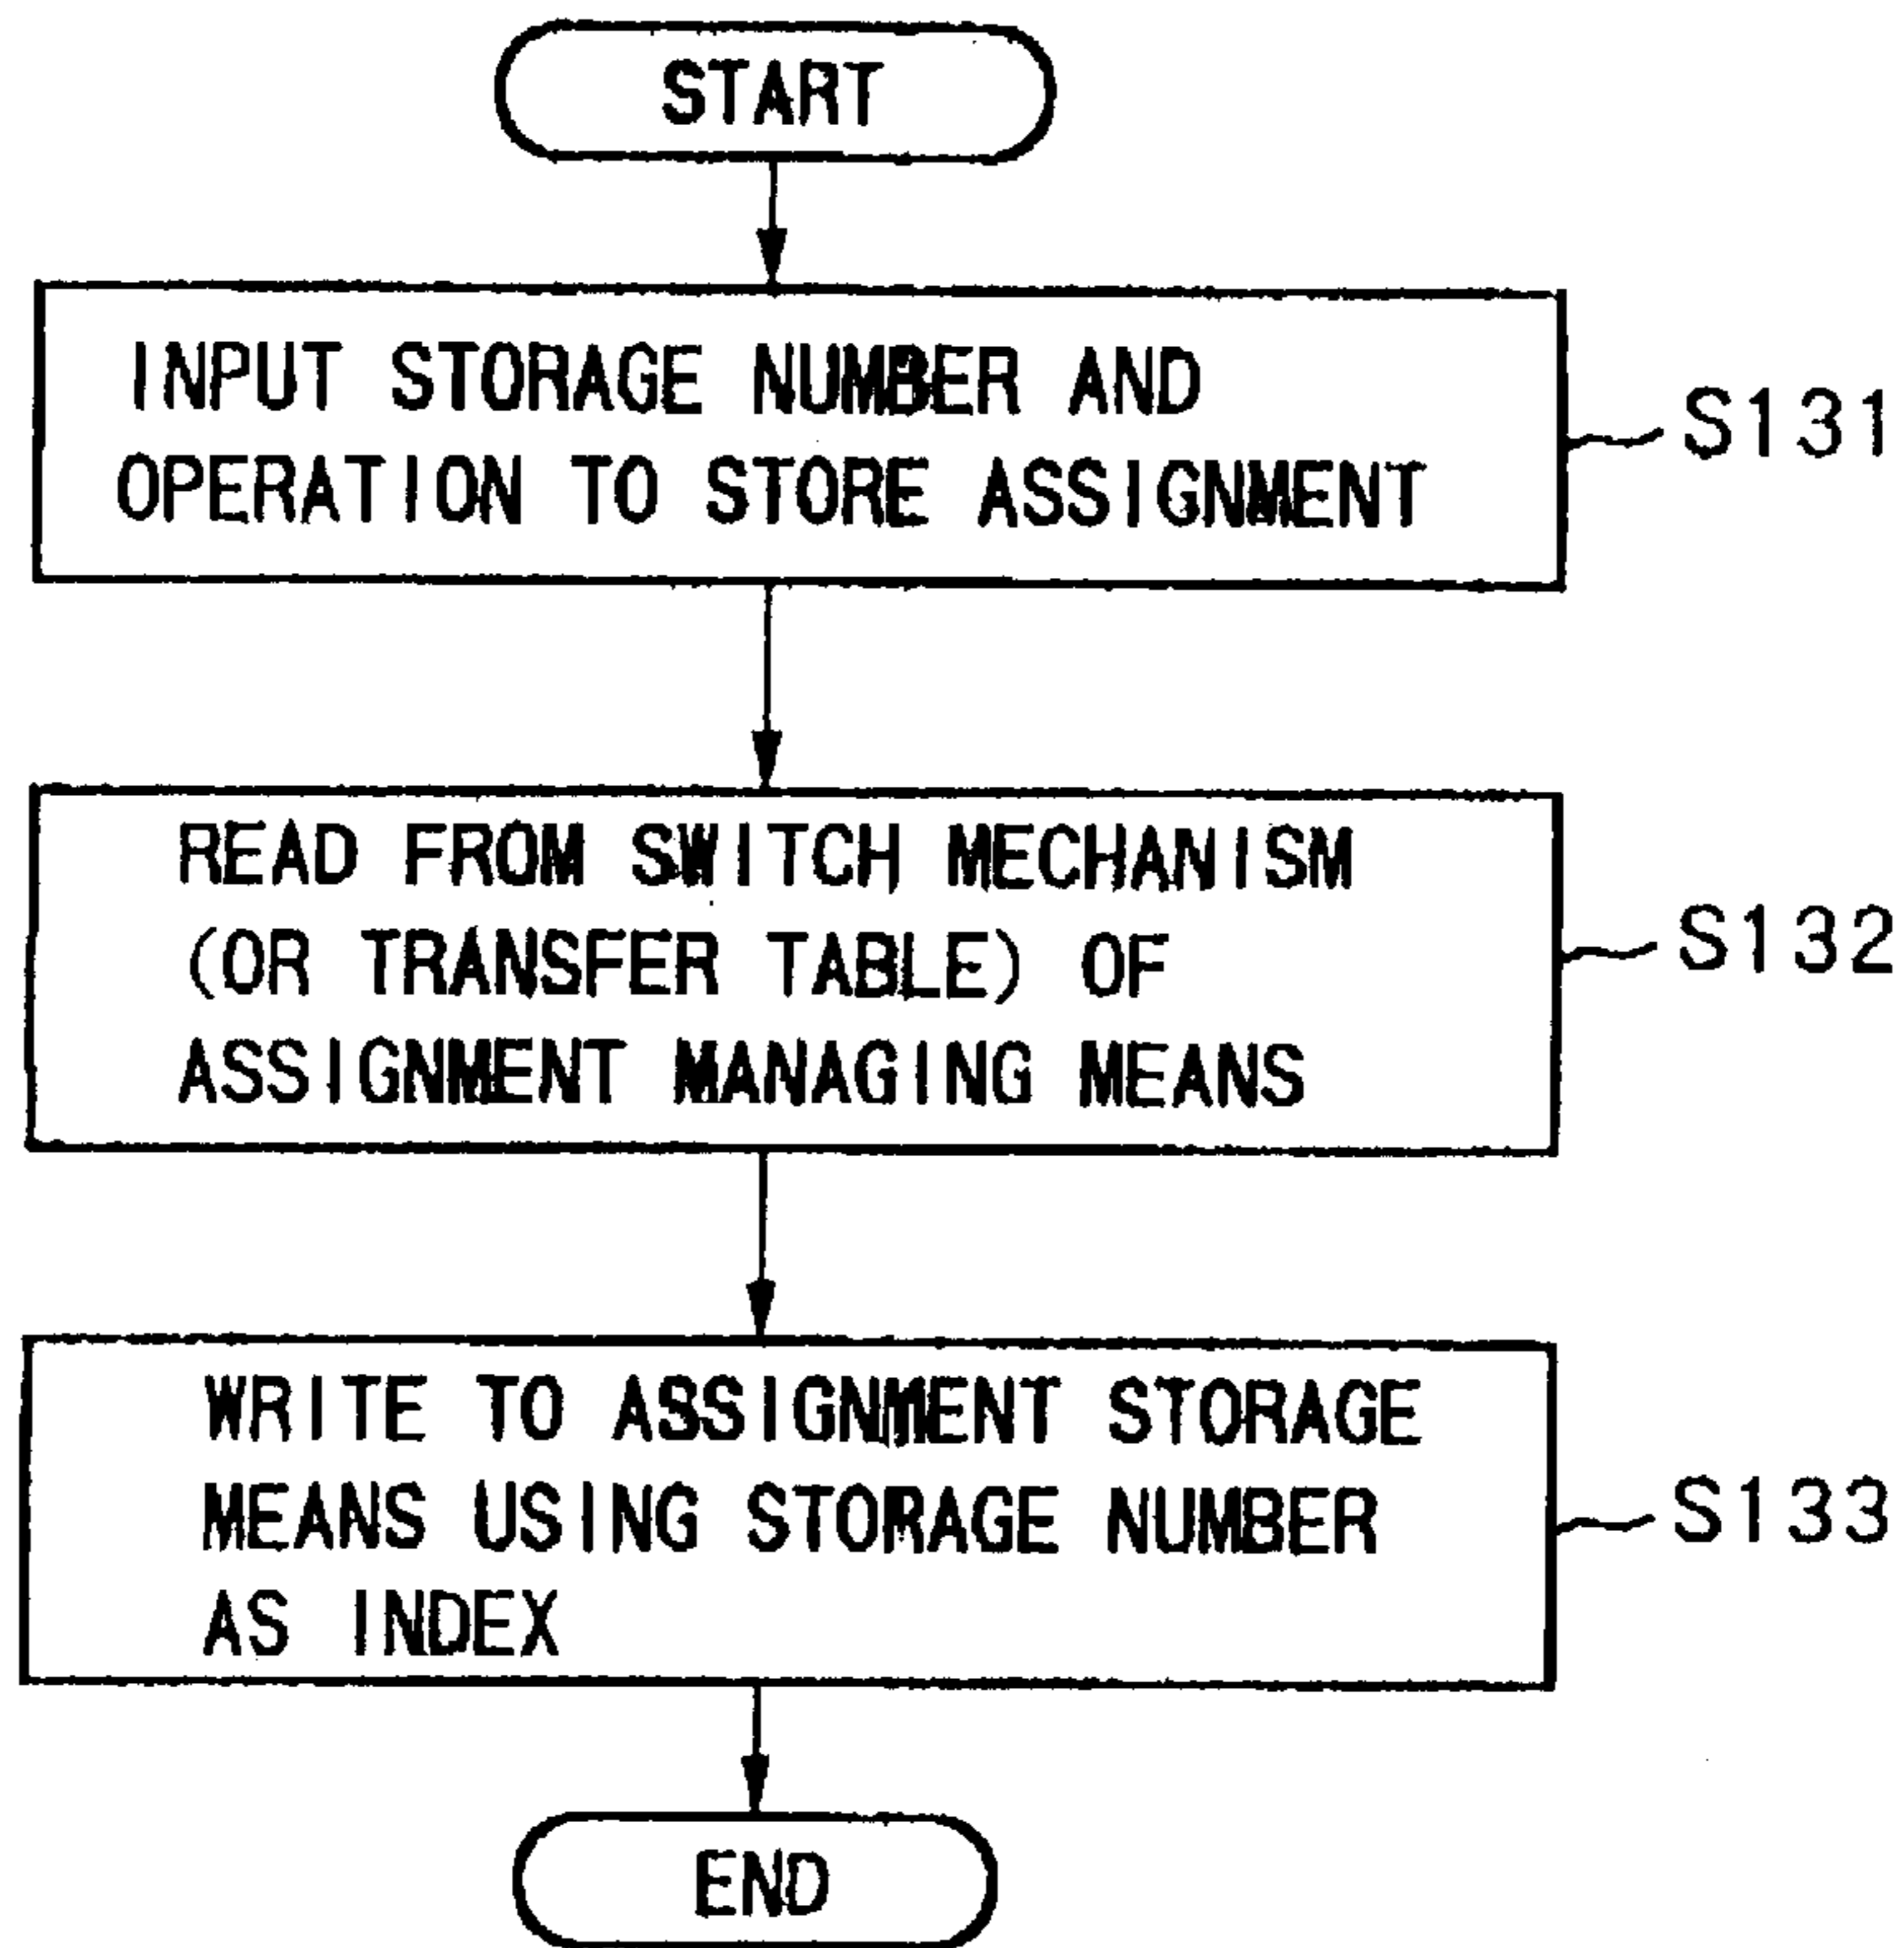 START
INPUT STORAGE NUMBER AND
OPERATION TO STORE ASSIGNMENT
S131
READ FROM SWITCH MECHANISM
(OR TRANSFER TABLE) OF
ASSIGNMENT MANAGING MEANS
S132
WRITE TO ASSIGNMENT STORAGE
MEANS USING STORAGE NUMBER
AS INDEX
S133
END